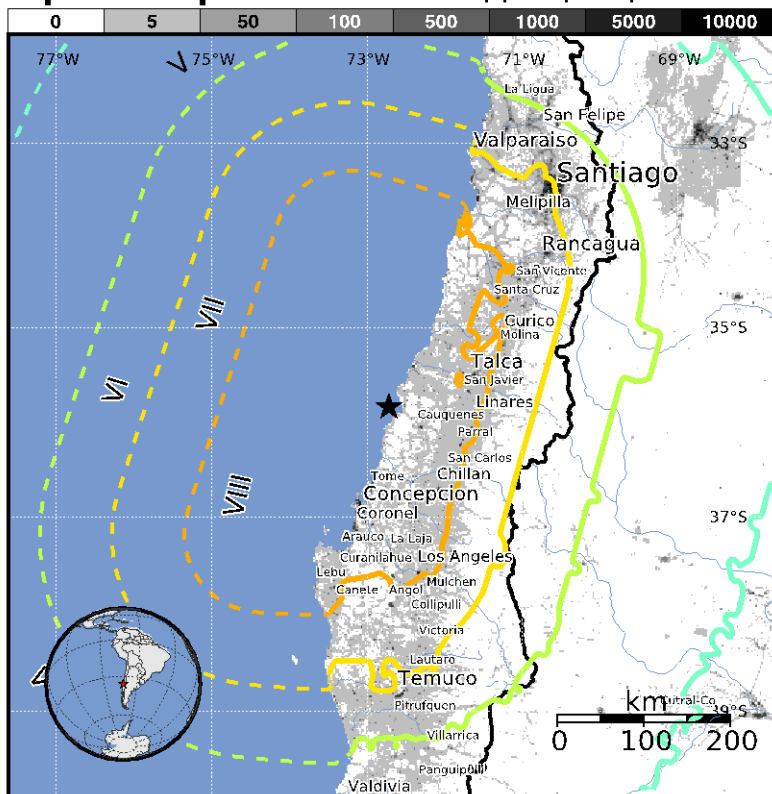 0 5 50 100 500 1000 5000 10000
77°W 75°W 73°W 71°W 69°W
V
La Ligua
San Felipe
Valparaiso
33°S
Santiago
Melipilla
Rancagua
San Vicente
Santa Cruz
VII
Curico
35°S
Molina
Talca
San Javier
VI
Linares
Cauquenes
Parral
San Carlos
Tome
Chillan
VIII
Concepcion
Coronel
37°S
Arauco
La Laja
Curanilahue
Los Angeles
Lebu
Mulchen
Canete
Angol
Collipulli
Victoria
Lautaro
Temuco
Cutral-Co
Pitrufquen
km
39°S
Villarrica
0 100 200
Panguipulli
Valdivia